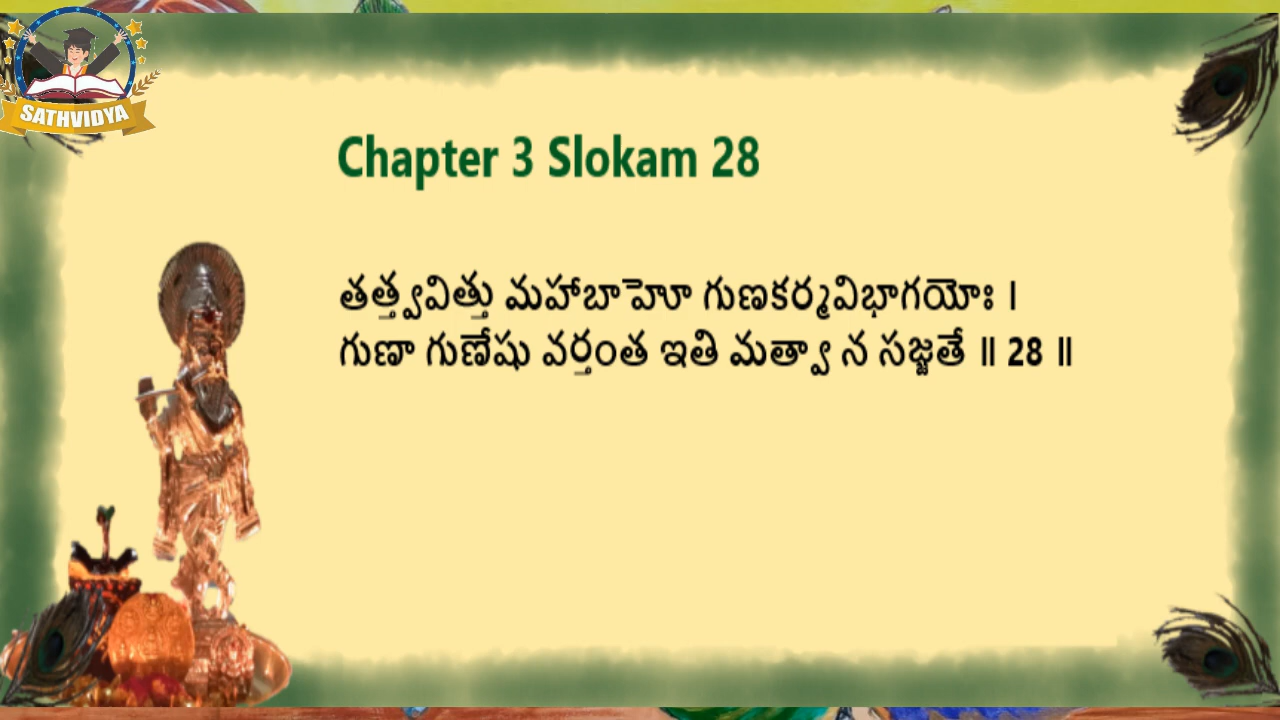 SATHVIDYA
Chapter 3 Slokam 28
తత్త్వవిత్తు మహాబాహో గుణకర్మవిభాగయోః ।
గుణా గుణేషు వర్తంత ఇతి మత్వా న సజ్జతే ॥ 28 ॥